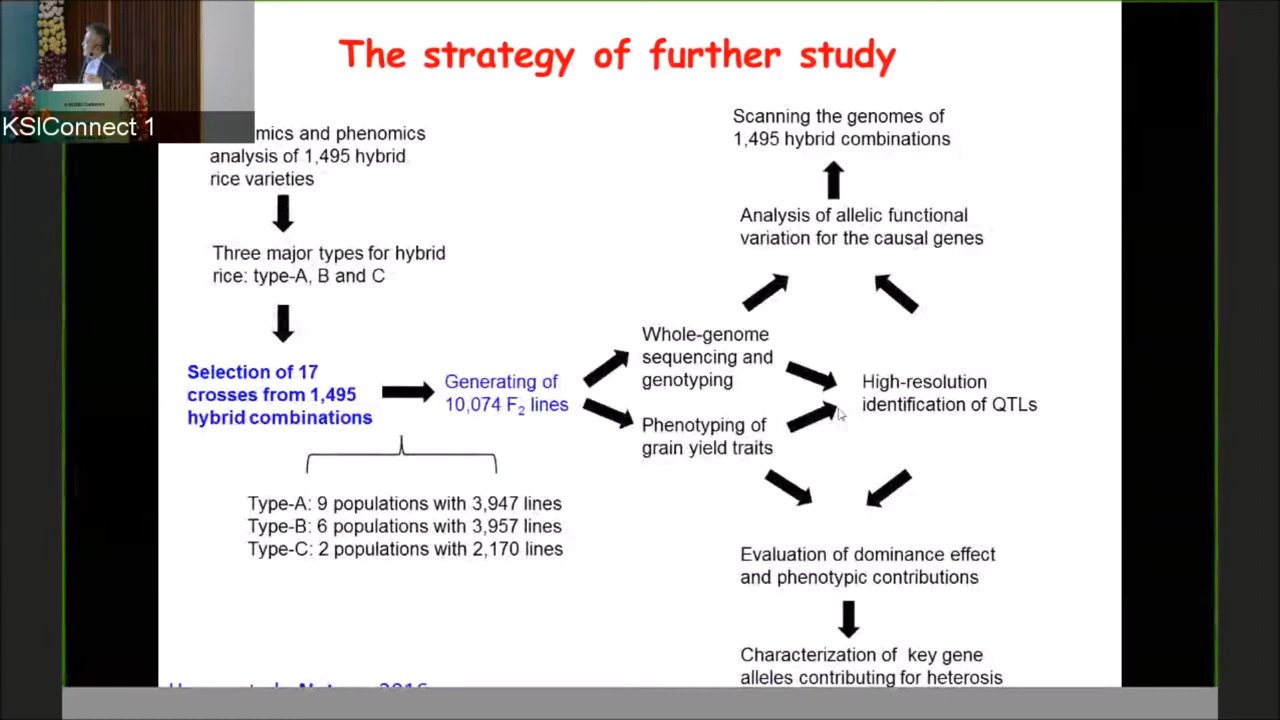 The strategy of further study
KSIConnect 1
mics and phenomics
analysis of 1,495 hybrid
rice varieties
Three major types for hybrid
rice: type-A, B and C
Selection of 17
crosses from 1,495
hybrid combinations
Generating of
10,074 F2 lines
Type-A: 9 populations with 3,947 lines
Type-B: 6 populations with 3,957 lines
Type-C: 2 populations with 2,170 lines
Whole-genome
sequencing and
genotyping
Phenotyping of
grain yield traits
Scanning the genomes of
1,495 hybrid combinations
Analysis of allelic functional
variation for the causal genes
High-resolution
identification of QTLs
Evaluation of dominance effect
and phenotypic contributions
Characterization of key gene
alleles contributing for heterosis